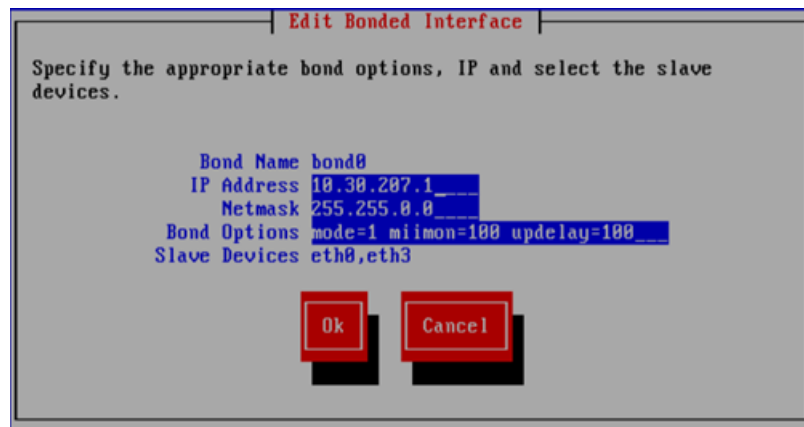 Edit Bonded Interface
Specify the appropriate bond options, IP and select the slave
devices.
Bond Name bond0
IP Address 10.30.207.1____
Netmask 255.255.0.0____
Bond Options mode=1 miimon=100 updelay=100___
Slave Devices eth0,eth3
Ok Cancel